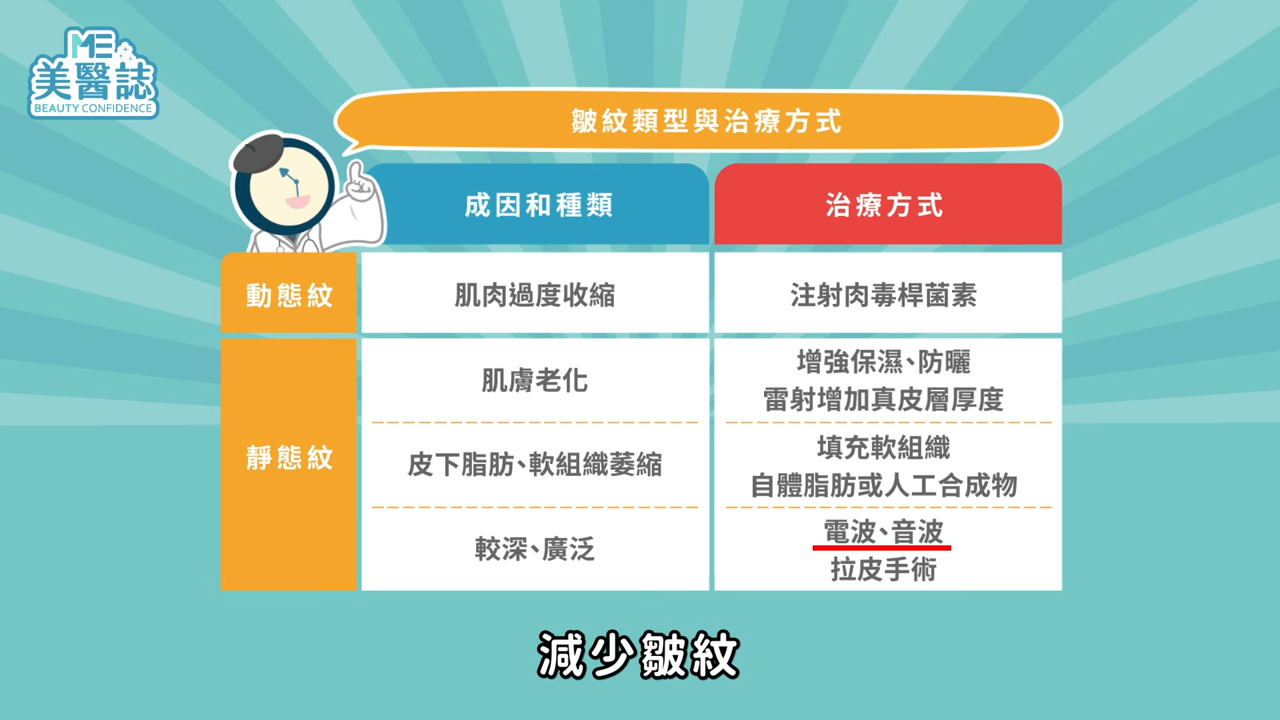 ME
美醫誌
BEAUTY CONFIDENCE
皺紋類型與治療方式
成因和種類
治療方式
動態紋
肌肉過度收縮
注射肉毒桿菌素
靜態紋
肌膚老化
增強保濕、防曬
雷射增加真皮層厚度
皮下脂肪、軟組織萎縮
填充軟組織
自體脂肪或人工合成物
較深、廣泛
電波、音波
拉皮手術
減少皺紋